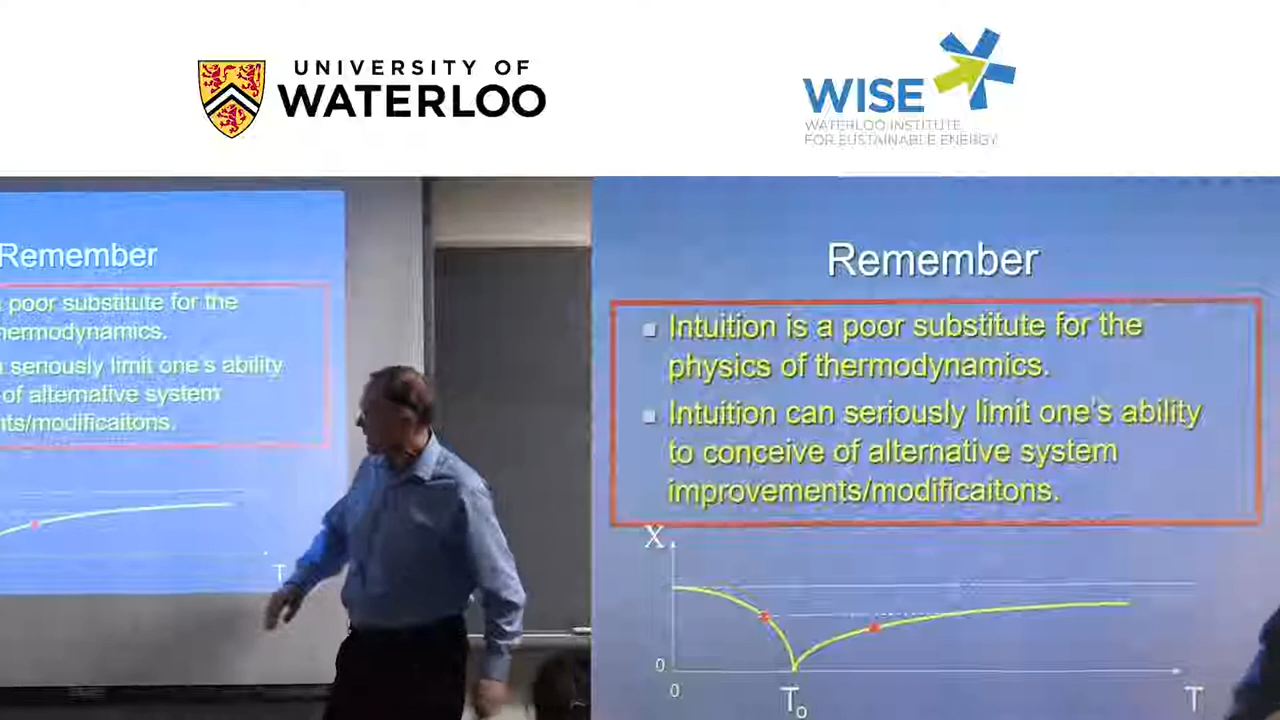 UNIVERSITY OF
WATERLOO
WISE
WATERLOO INSTITUTE
FOR SUSTAINABLE ENERGY
Remember
poor substitute for the
hermodynamics.
seriously limit one's ability
of alternative system
nts/modificaitons.
T
Remember
Intuition is a poor substitute for the
physics of thermodynamics.
Intuition can seriously limit one's ability
to conceive of alternative system
improvements/modificaitons.
X
0
0
To
T